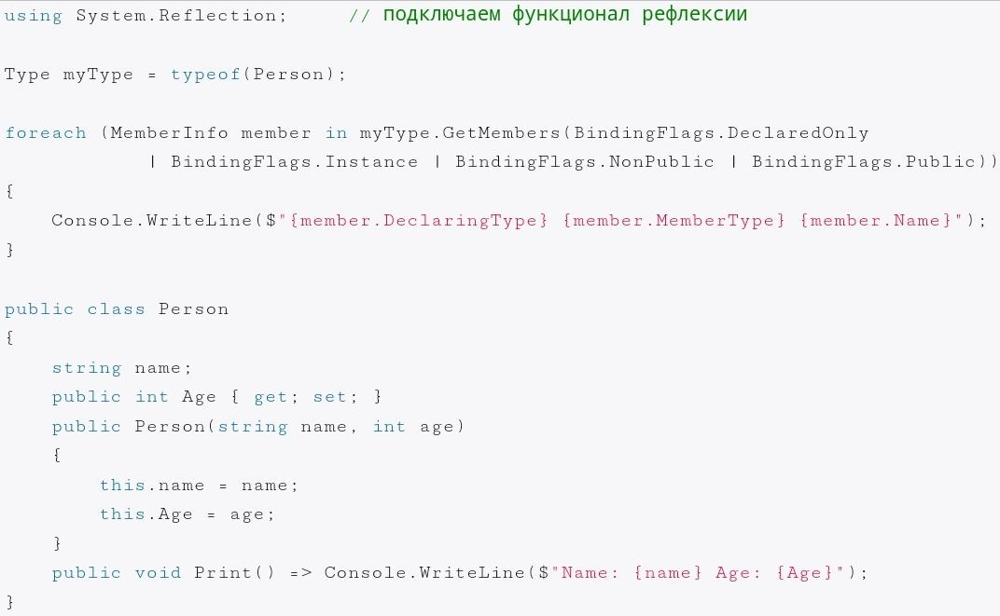 using System.Reflection;     // подключаем функционал рефлексии
Type myType = typeof(Person);
foreach (MemberInfo member in myType.GetMembers(BindingFlags.DeclaredOnly
            | BindingFlags.Instance | BindingFlags.NonPublic | BindingFlags.Public))
{
    Console.WriteLine($"{member.DeclaringType} {member.MemberType} {member.Name}");
}
public class Person
{
    string name;
    public int Age { get; set; }
    public Person(string name, int age)
    {
        this.name = name;
        this.Age = age;
    }
    public void Print() => Console.WriteLine($"Name: {name} Age: {Age}");
}